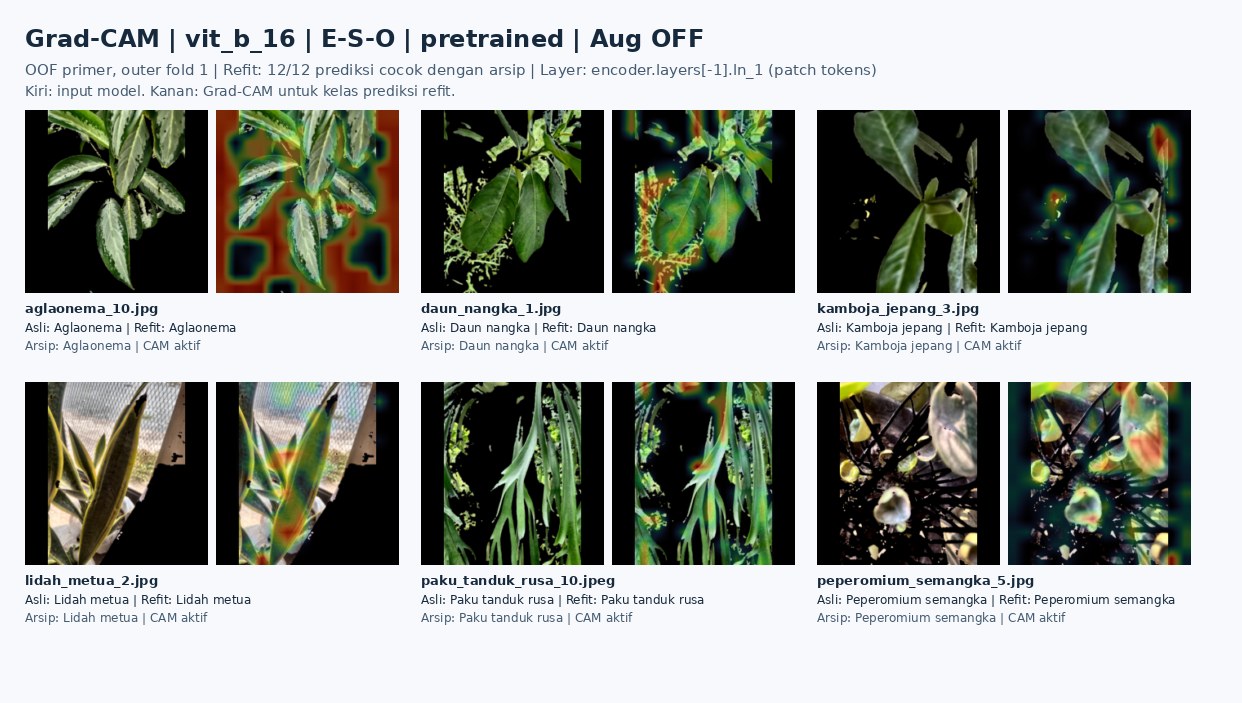 Grad-CAM | vit_b_16 | E-S-O | pretrained | Aug OFF
OOF primer, outer fold 1 | Refit: 12/12 prediksi cocok dengan arsip | Layer: encoder.layers[-1].ln_1 (patch tokens)
Kiri: input model. Kanan: Grad-CAM untuk kelas prediksi refit.
aglaonema_10.jpg
Asli: Aglaonema | Refit: Aglaonema
Arsip: Aglaonema | CAM aktif
daun_nangka_1.jpg
Asli: Daun nangka | Refit: Daun nangka
Arsip: Daun nangka | CAM aktif
kamboja_jepang_3.jpg
Asli: Kamboja jepang | Refit: Kamboja jepang
Arsip: Kamboja jepang | CAM aktif
lidah_metua_2.jpg
Asli: Lidah metua | Refit: Lidah metua
Arsip: Lidah metua | CAM aktif
paku_tanduk_rusa_10.jpeg
Asli: Paku tanduk rusa | Refit: Paku tanduk rusa
Arsip: Paku tanduk rusa | CAM aktif
peperomium_semangka_5.jpg
Asli: Peperomium semangka | Refit: Peperomium semangka
Arsip: Peperomium semangka | CAM aktif